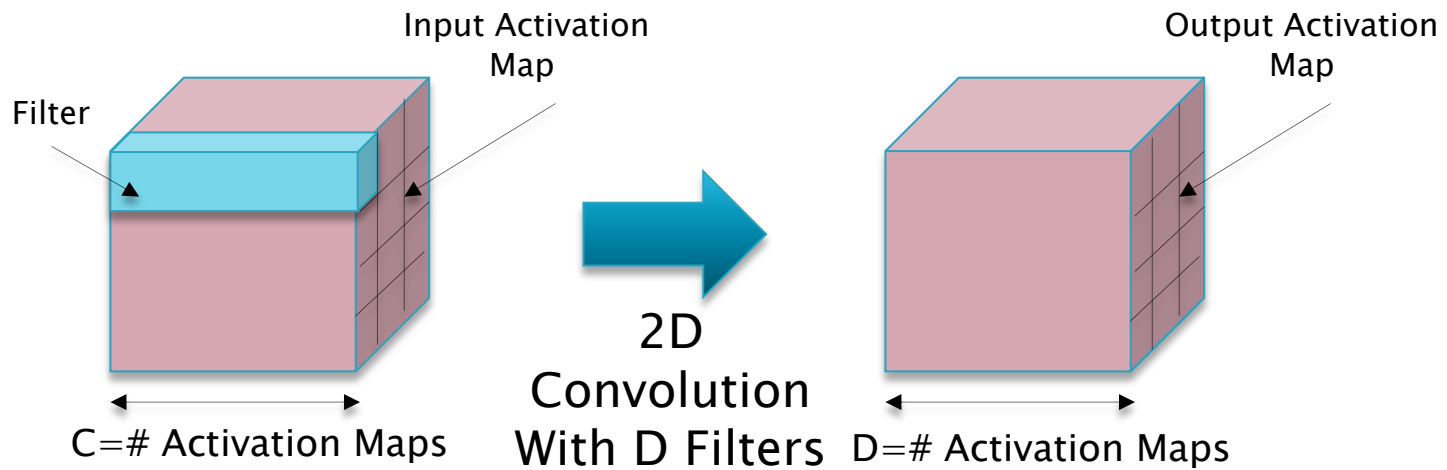 Input Activation
Map
Output Activation
Map
Filter
2D
Convolution
With D Filters
C=# Activation Maps
D=# Activation Maps